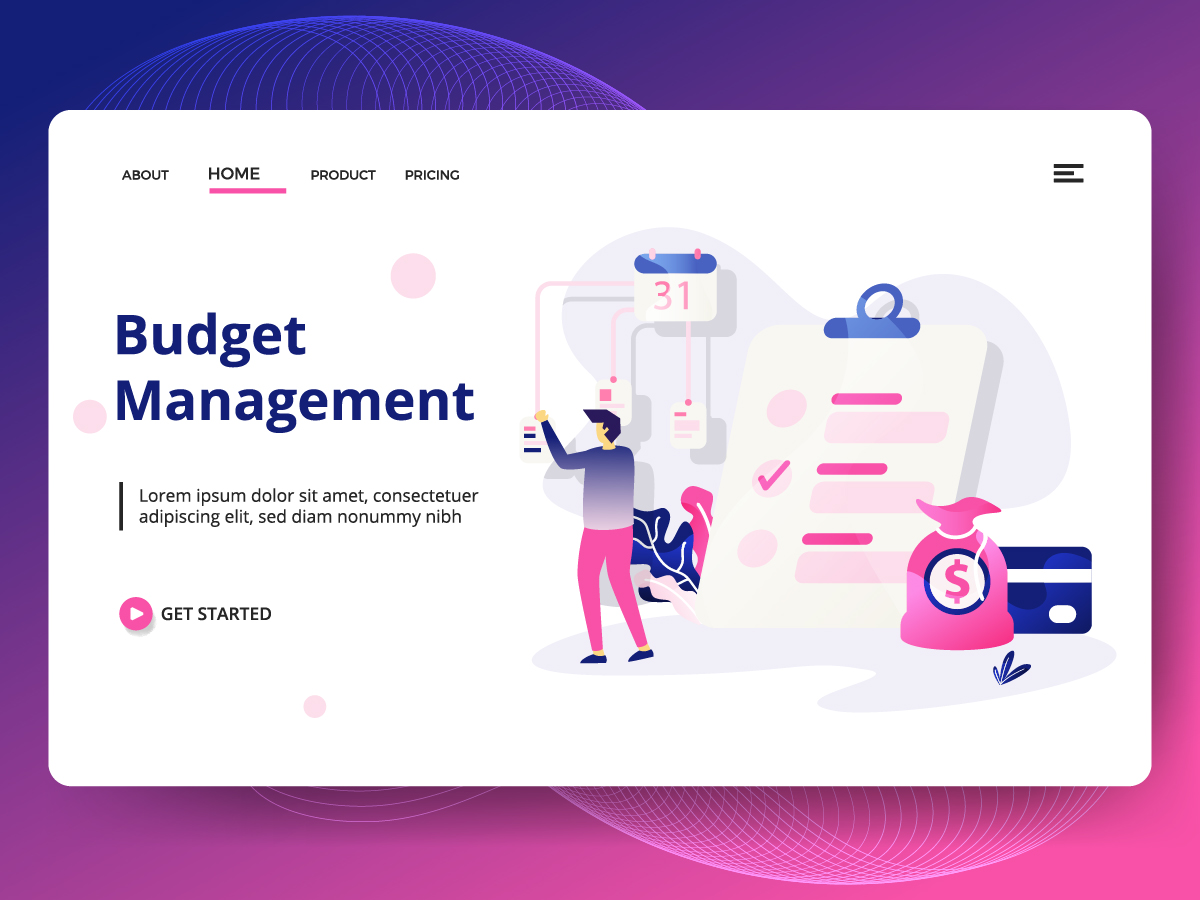 ABOUT HOME PRODUCT PRICING
Budget
Management
Lorem ipsum dolor sit amet, consectetuer
adipiscing elit, sed diam nonummy nibh
GET STARTED
31
$